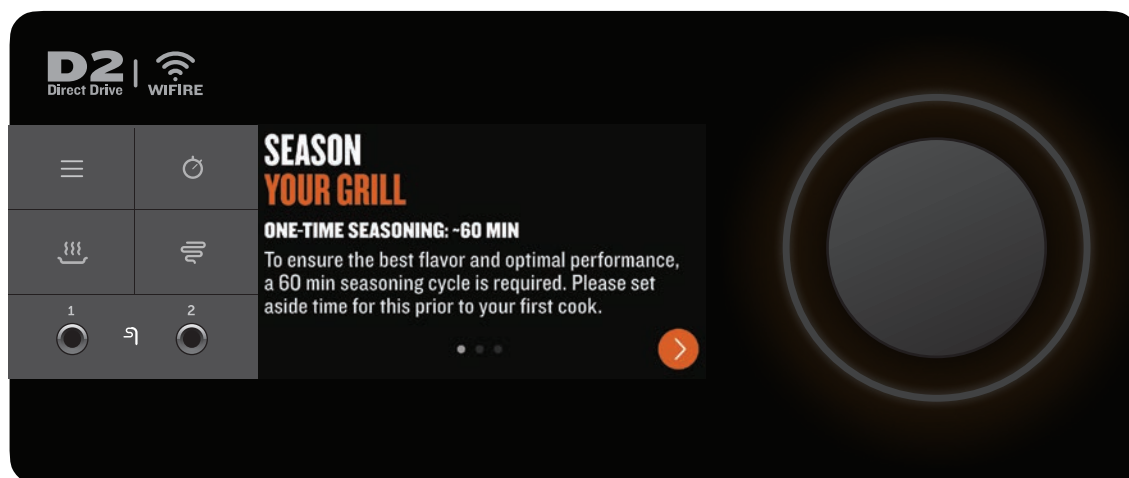 D2
Direct Drive
WIFIRE
SEASON
YOUR GRILL
ONE-TIME SEASONING: ~60 MIN
To ensure the best flavor and optimal performance,
a 60 min seasoning cycle is required. Please set
aside time for this prior to your first cook.
1 2